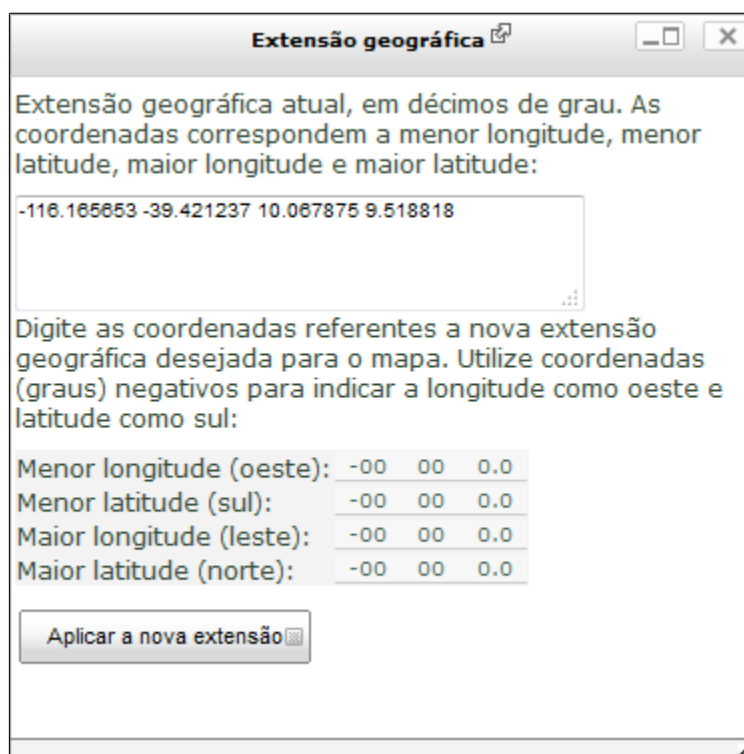 Extensão geográfica
Extensão geográfica atual, em décimos de grau. As
coordenadas correspondem a menor longitude, menor
latitude, maior longitude e maior latitude:
-116.165653 -39.421237 10.067875 9.518818
Digite as coordenadas referentes a nova extensão
geográfica desejada para o mapa. Utilize coordenadas
(graus) negativos para indicar a longitude como oeste e
latitude como sul:
Menor longitude (oeste): -00 00 0.0
Menor latitude (sul): -00 00 0.0
Maior longitude (leste): -00 00 0.0
Maior latitude (norte): -00 00 0.0
Aplicar a nova extensão